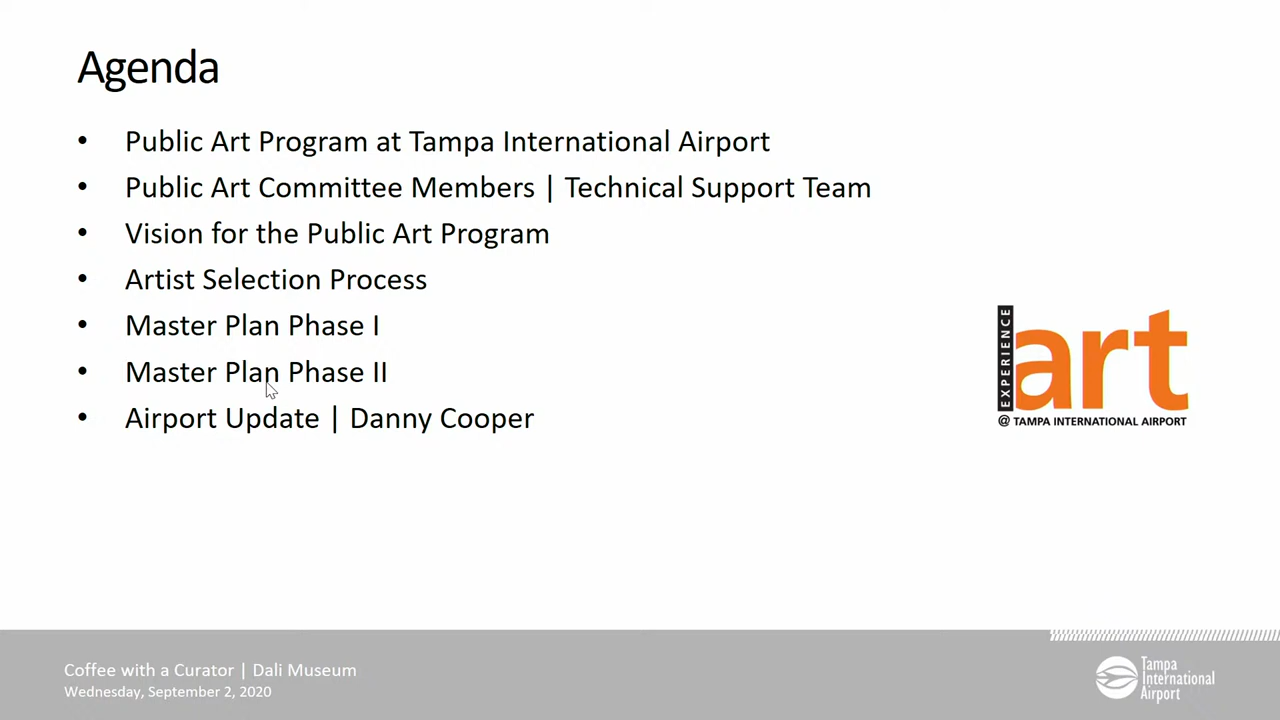 Agenda
• Public Art Program at Tampa International Airport
• Public Art Committee Members | Technical Support Team
• Vision for the Public Art Program
• Artist Selection Process
• Master Plan Phase I
• Master Plan Phase II
• Airport Update | Danny Cooper
EXPERIENCE
art
@ TAMPA INTERNATIONAL AIRPORT
Coffee with a Curator | Dali Museum
Wednesday, September 2, 2020
Tampa
International
Airport